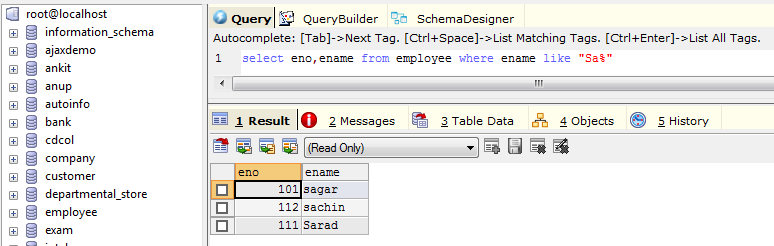 root@localhost
information_schema
ajaxdemo
ankit
anup
autoinfo
bank
cdcol
company
customer
departmental_store
employee
exam
Query QueryBuilder SchemaDesigner
Autocomplete: [Tab]->Next Tag. [Ctrl+Space]->List Matching Tags. [Ctrl+Enter]->List All Tags.
1 select eno,ename from employee where ename like "Sa%"
1 Result 2 Messages 3 Table Data 4 Objects 5 History
(Read Only)
eno ename
101 sagar
112 sachin
111 Sarad